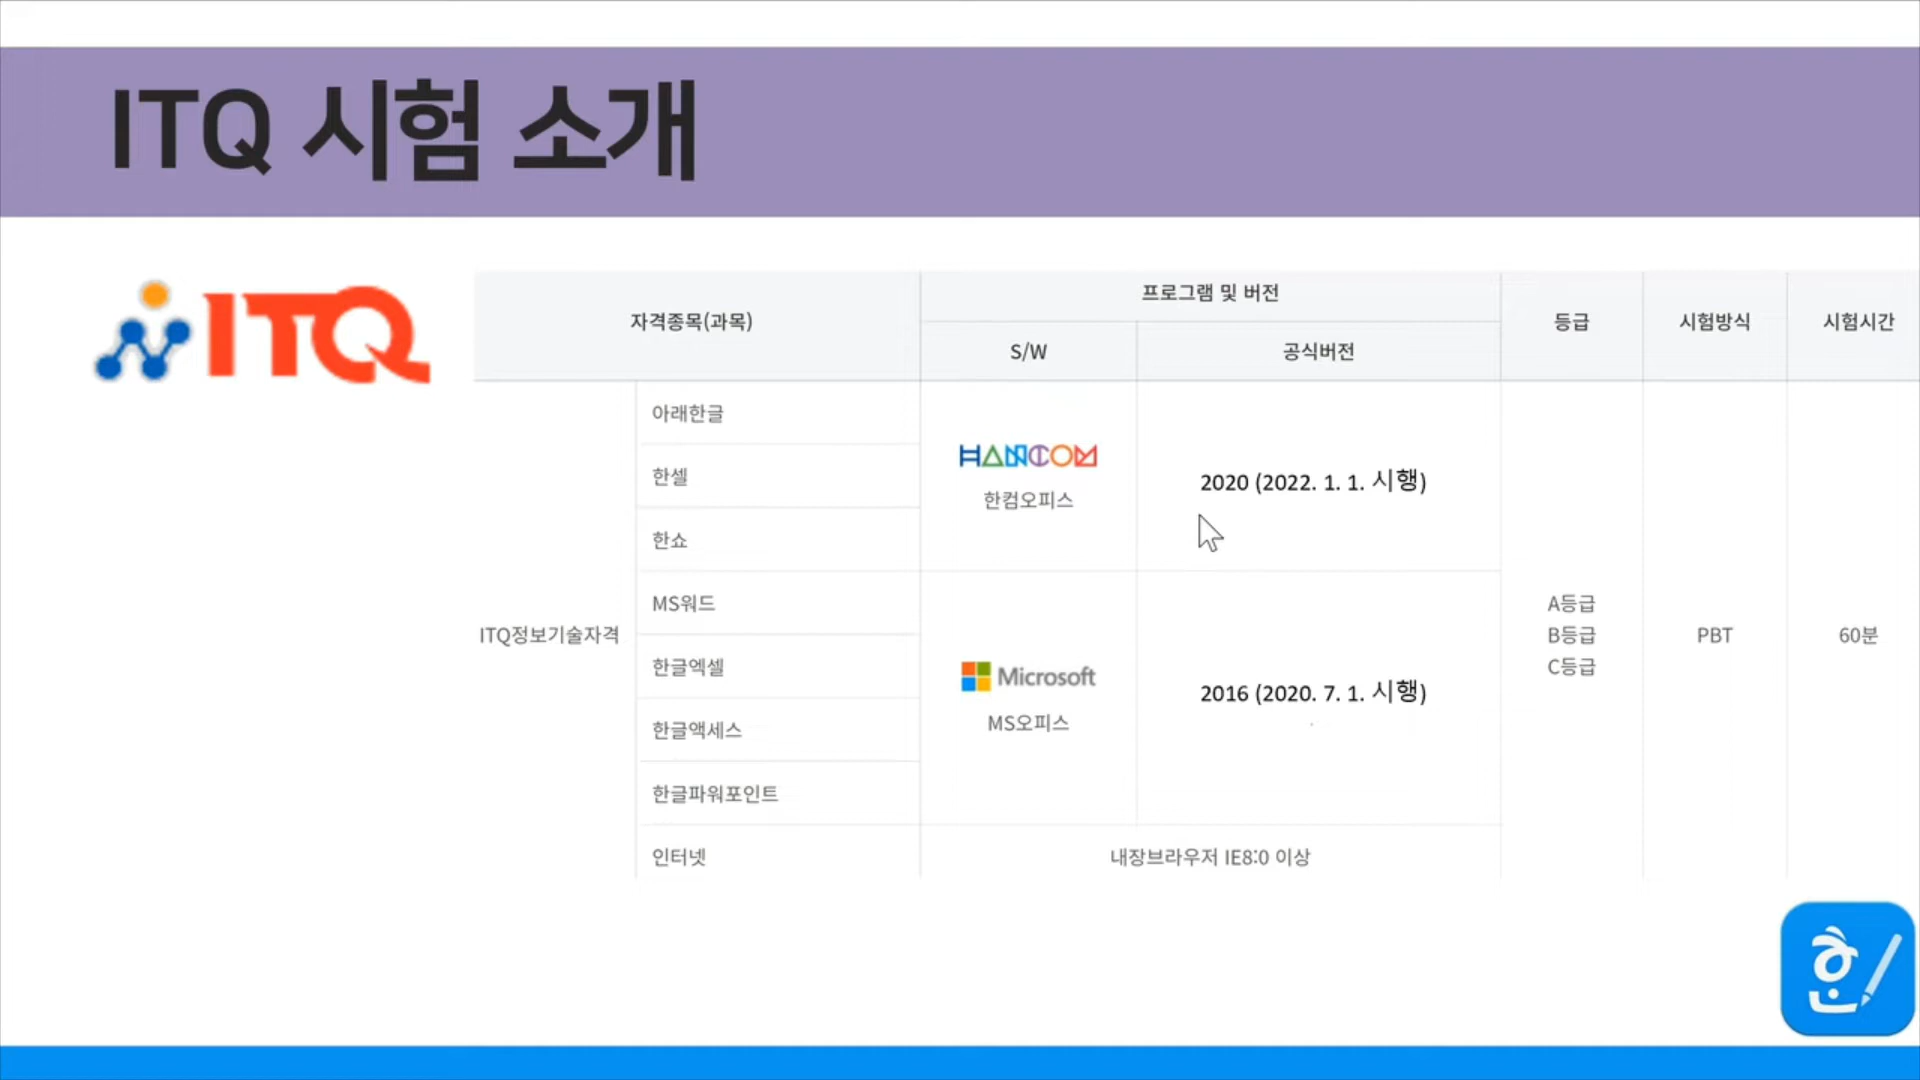 ITQ 시험 소개
ITQ
자격종목(과목)
프로그램 및 버전
S/W
공식버전
등급
시험방식
시험시간
ITQ정보기술자격
아래한글
한셀
한쇼
HANCOM
한컴오피스
2020 (2022. 1. 1. 시행)
MS워드
한글엑셀
한글액세스
한글파워포인트
Microsoft
MS오피스
2016 (2020. 7. 1. 시행)
인터넷
내장브라우저 IE8:0 이상
A등급
B등급
C등급
PBT
60분
한